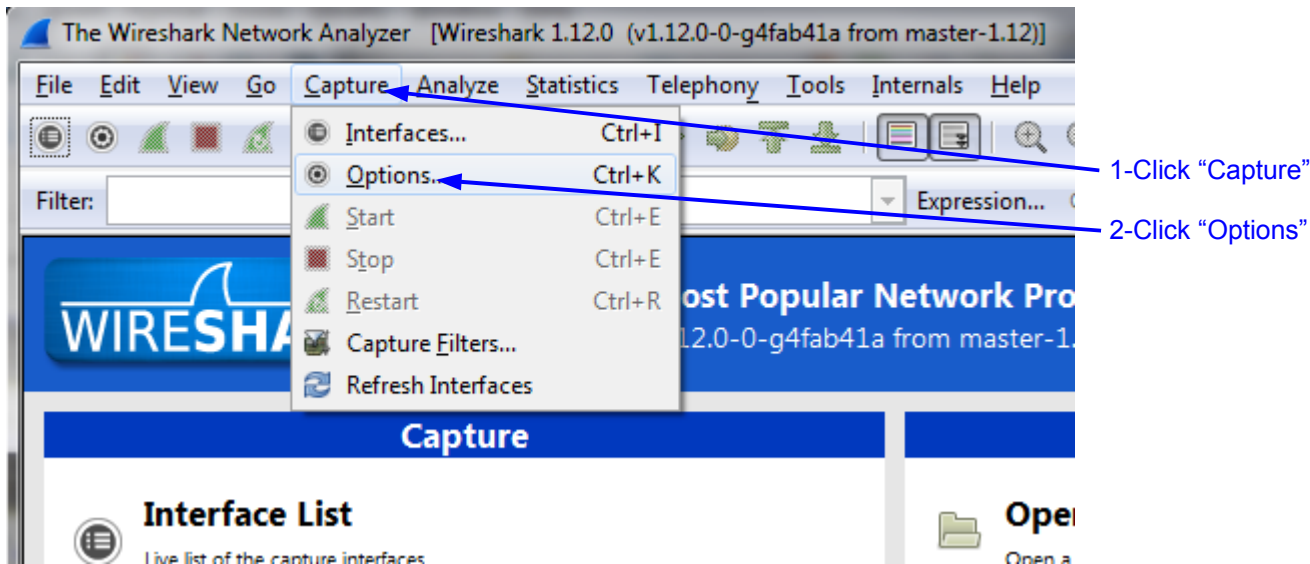 The Wireshark Network Analyzer [Wireshark 1.12.0 (v1.12.0-0-g4fab41a from master-1.12)]
File Edit View Go Capture Analyze Statistics Telephony Tools Internals Help
Interfaces... Ctrl+I
Options... Ctrl+K
Start Ctrl+E
Stop Ctrl+E
Restart Ctrl+R
Capture Filters...
Refresh Interfaces
1-Click “Capture”
2-Click “Options”
Filter:
Expression...
WIRESHA
ost Popular Network Pro
12.0-0-g4fab41a from master-1.
Capture
Interface List
Live list of the capture interfaces
Ope
Open a